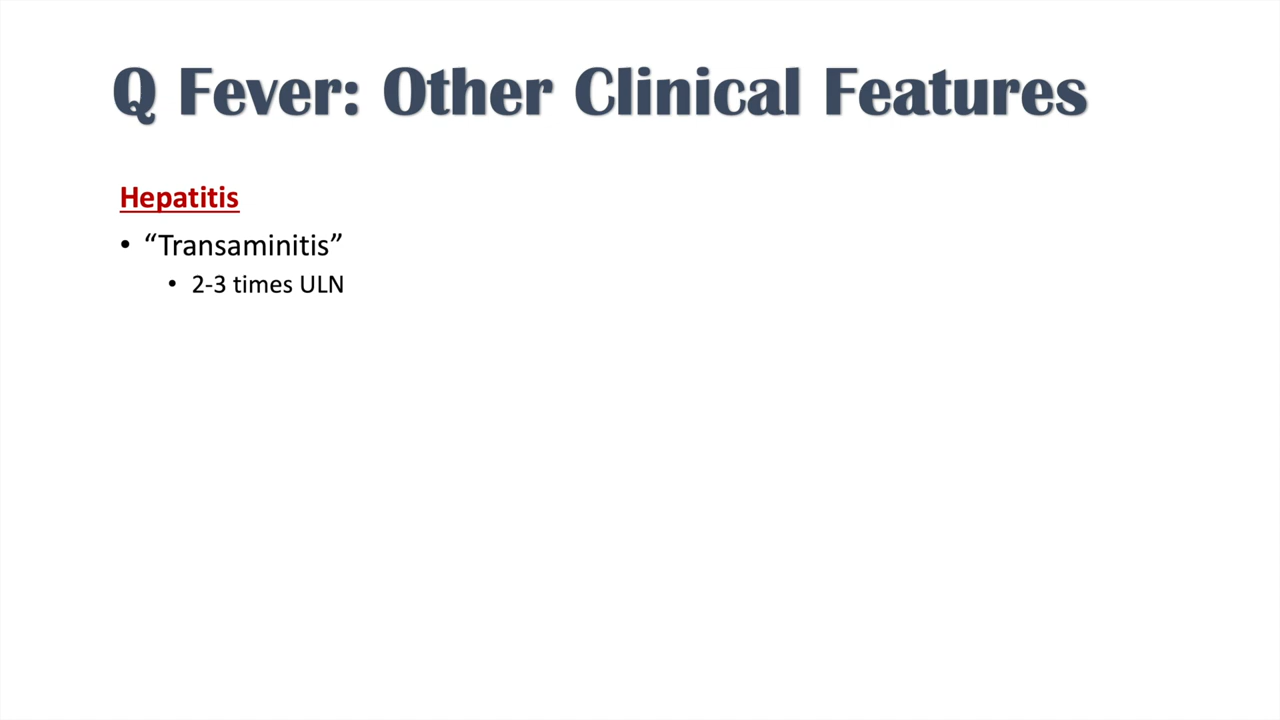 Q Fever: Other Clinical Features
Hepatitis
• “Transaminitis”
• 2-3 times ULN